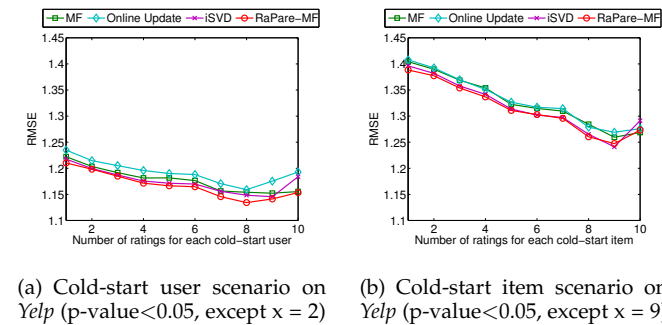 MF Online Update iSVD RaPare−MF
1.45
1.4
1.35
1.3
1.25
1.2
1.15
1.1
RMSE
2 4 6 8 10
Number of ratings for each cold−start user
MF Online Update iSVD RaPare−MF
1.45
1.4
1.35
1.3
1.25
1.2
1.15
1.1
RMSE
2 4 6 8 10
Number of ratings for each cold−start item
(a) Cold-start user scenario on
Yelp (p-value<0.05, except x = 2)
(b) Cold-start item scenario on
Yelp (p-value<0.05, except x = 9)